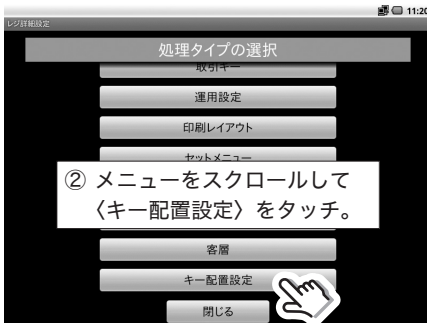 11:20
レジ詳細設定
処理タイプの選択
取引キー
運用設定
印刷レイアウト
セットメニュー
② メニューをスクロールして
〈キー配置設定〉をタッチ。
客層
キー配置設定
閉じる